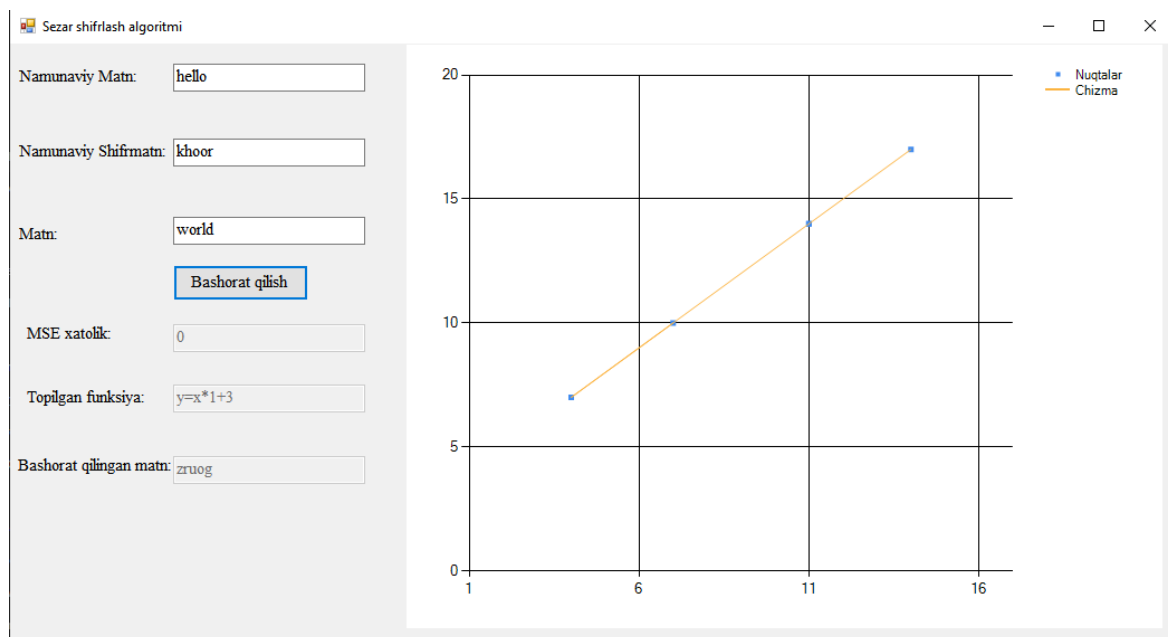 Sezar shifrlash algoritmi
Namunaviy Matn: hello
Namunaviy Shifrmatn: khoor
Matn: world
Bashorat qilish
MSE xatolik: 0
Topilgan funksiya: y=x*1+3
Bashorat qilingan matn: zruog
20
15
10
5
0
1 6 11 16
Nuqtalar
Chizma